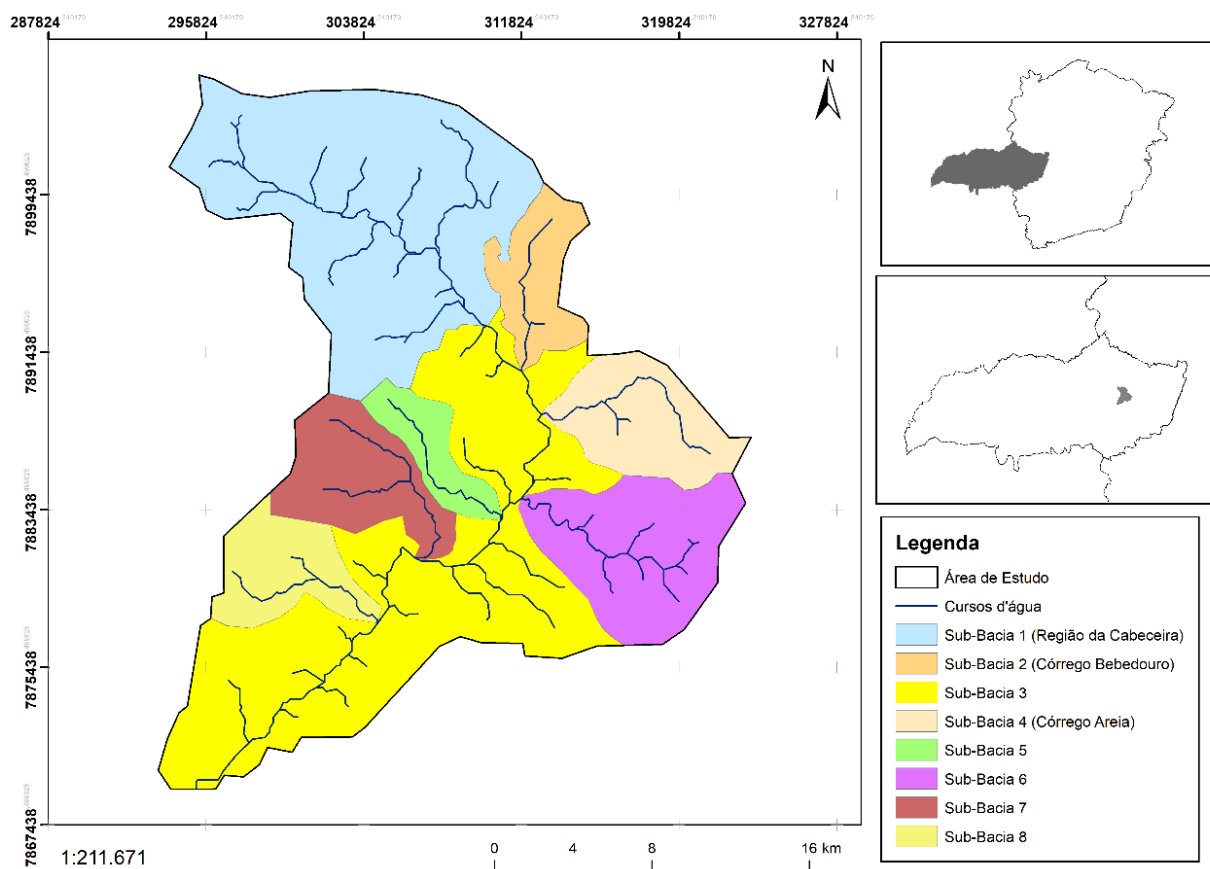 287824 295824 303824 311824 319824 327824
N
7899438
7891438
7883438
7875438
7867438
1:211.671
0 4 8 16 km
Legenda
Área de Estudo
Cursos d'água
Sub-Bacia 1 (Região da Cabeceira)
Sub-Bacia 2 (Córrego Bebedouro)
Sub-Bacia 3
Sub-Bacia 4 (Córrego Areia)
Sub-Bacia 5
Sub-Bacia 6
Sub-Bacia 7
Sub-Bacia 8